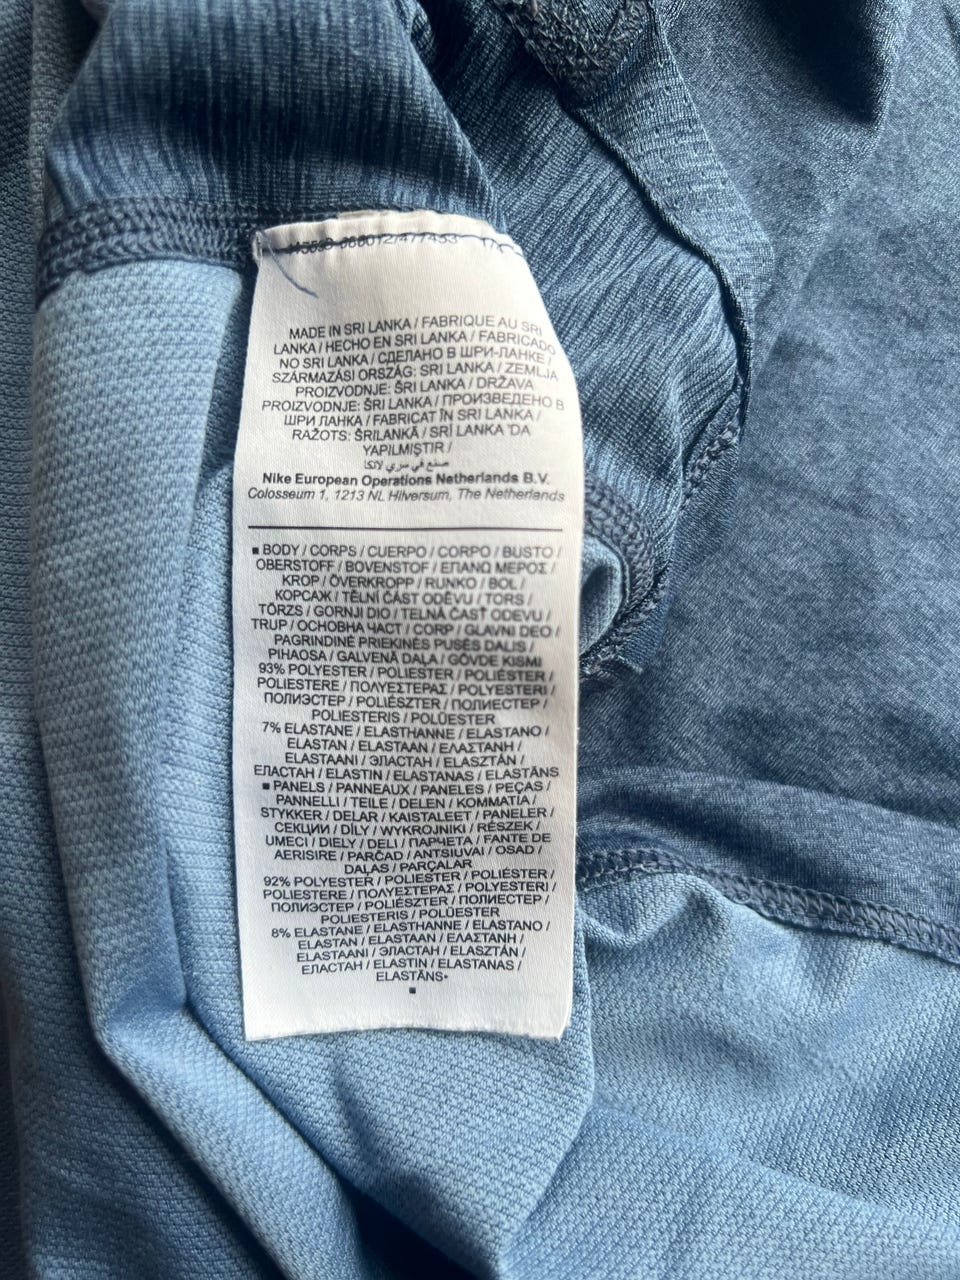 MADE IN SRI LANKA / FABRIQUE AU SRI
LANKA / HECHO EN SRI LANKA / FABRICADO
NO SRI LANKA / СДЕЛАНО В ШРИ-ЛАНКЕ /
SZÁRMAZÁSI ORSZÁG: SRI LANKA / ZEMLJA
PROIZVODNJE: ŠRI LANKA / DRŽAVA
PROIZVODNJE: ŠRI LANKA / ПРОИЗВЕДЕНО В
ШРИ ЛАНКА / FABRICAT ÎN SRI LANKA /
RAŽOTS: ŠRILANKĀ / SRİ LANKA 'DA
YAPILMIŞTIR /
صنع في سري لانكا
Nike European Operations Netherlands B.V.
Colosseum 1, 1213 NL Hilversum, The Netherlands
▪ BODY / CORPS / CUERPO / CORPO / BUSTO /
OBERSTOFF / BOVENSTOF / ΕΠΑΝΩ ΜΕΡΟΣ /
KROP / ÖVERKROPP / RUNKO / BOL /
КОРСАЖ / TĚLNÍ ČÁST ODĚVU / TORS /
TÖRZS / GORNJI DIO / TELNÁ ČASŤ ODEVU /
TRUP / ОСНОВНА ЧАСТ / CORP / GLAVNI DEO /
PAGRINDINĖ PRIEKINĖS PUSĖS DALIS /
PIHAOSA / GALVENĀ DAĻA / GÖVDE KISMI
93% POLYESTER / POLIESTER / POLIÉSTER /
POLIESTERE / ΠΟΛΥΕΣΤΕΡΑΣ / POLYESTERI /
ПОЛИЭСТЕР / POLIÉSZTER / ПОЛИЕСТЕР /
POLIESTERIS / POLÜESTER
7% ELASTANE / ELASTHANNE / ELASTANO /
ELASTAN / ELASTAAN / ΕΛΑΣΤΑΝΗ /
ELASTAANI / ЭЛАСТАН / ELASZTÁN /
ЕЛАСТАН / ELASTIN / ELASTANAS / ELASTĀNS
▪ PANELS / PANNEAUX / PANELES / PEÇAS /
PANNELLI / TEILE / DELEN / ΚΟΜΜΑΤΙΑ /
STYKKER / DELAR / KAISTALEET / PANELER /
СЕКЦИИ / DÍLY / WYKROJNIKI / RÉSZEK /
UMECI / DIELY / DELI / ПАРЧЕТА / FANTE DE
AERISIRE / PARČAD / ANTSIUVAI / OSAD /
DAĻAS / PARÇALAR
92% POLYESTER / POLIESTER / POLIÉSTER /
POLIESTERE / ΠΟΛΥΕΣΤΕΡΑΣ / POLYESTERI /
ПОЛИЭСТЕР / POLIÉSZTER / ПОЛИЕСТЕР /
POLIESTERIS / POLÜESTER
8% ELASTANE / ELASTHANNE / ELASTANO /
ELASTAN / ELASTAAN / ΕΛΑΣΤΑΝΗ /
ELASTAANI / ЭЛАСТАН / ELASZTÁN /
ЕЛАСТАН / ELASTIN / ELASTANAS /
ELASTĀNS*